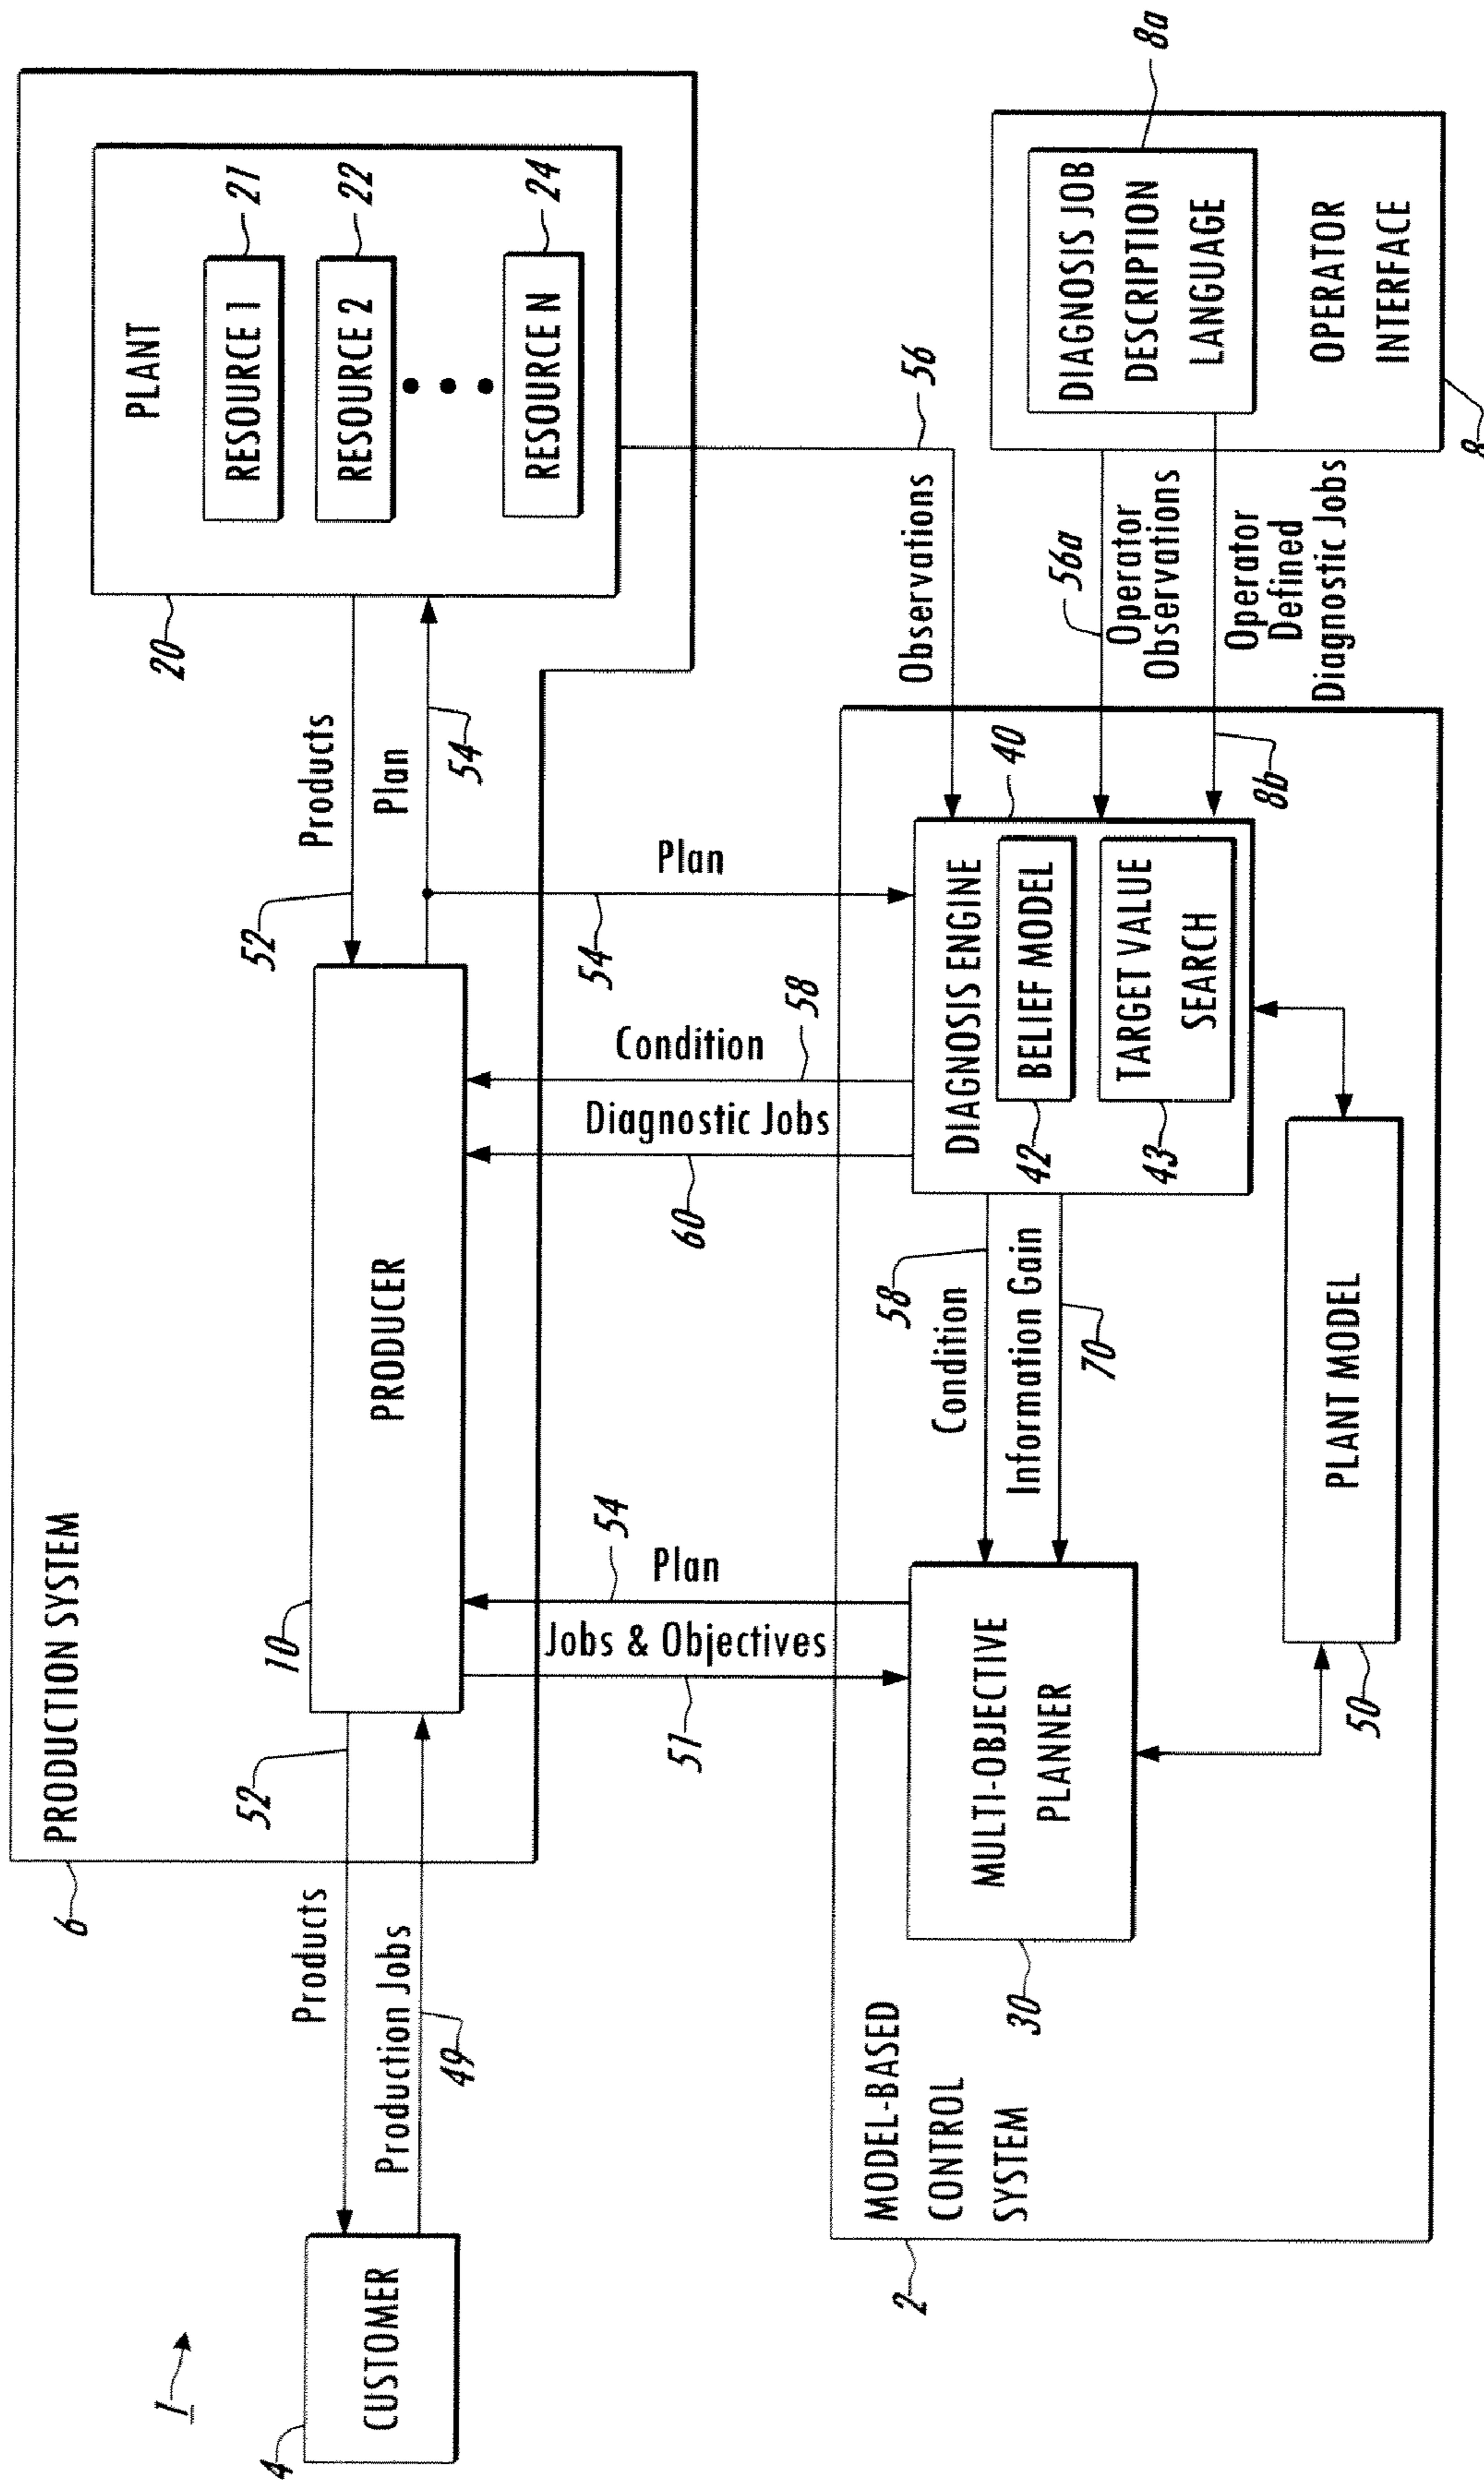 1
4
CUSTOMER
Products
52
Production Jobs
49
6
PRODUCTION SYSTEM
10
PRODUCER
52
Products
Plan
54
20
PLANT
RESOURCE 1
21
RESOURCE 2
22
RESOURCE N
24
Jobs & Objectives
51
Plan
54
Diagnostic Jobs
60
Condition
58
Plan
54
Observations
56
2
MODEL-BASED
CONTROL
SYSTEM
30
MULTI-OBJECTIVE
PLANNER
58
Condition
Information Gain
70
DIAGNOSIS ENGINE
40
BELIEF MODEL
42
TARGET VALUE
SEARCH
43
50
PLANT MODEL
56a
Operator
Observations
Operator
Defined
Diagnostic Jobs
8b
DIAGNOSIS JOB
DESCRIPTION
LANGUAGE
8a
OPERATOR
INTERFACE
8